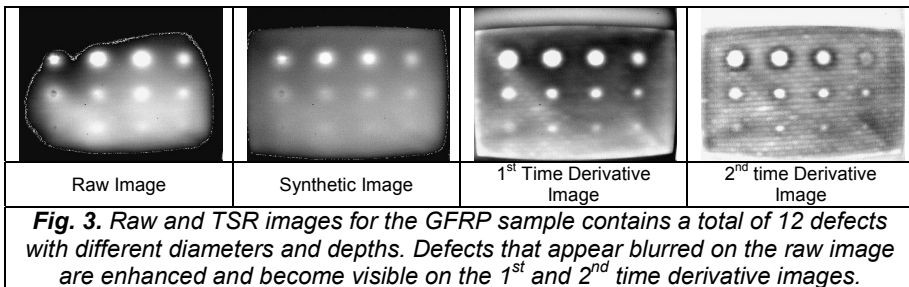 Raw Image
Synthetic Image
1st Time Derivative
Image
2nd time Derivative
Image
Fig. 3. Raw and TSR images for the GFRP sample contains a total of 12 defects
with different diameters and depths. Defects that appear blurred on the raw image
are enhanced and become visible on the 1st and 2nd time derivative images.